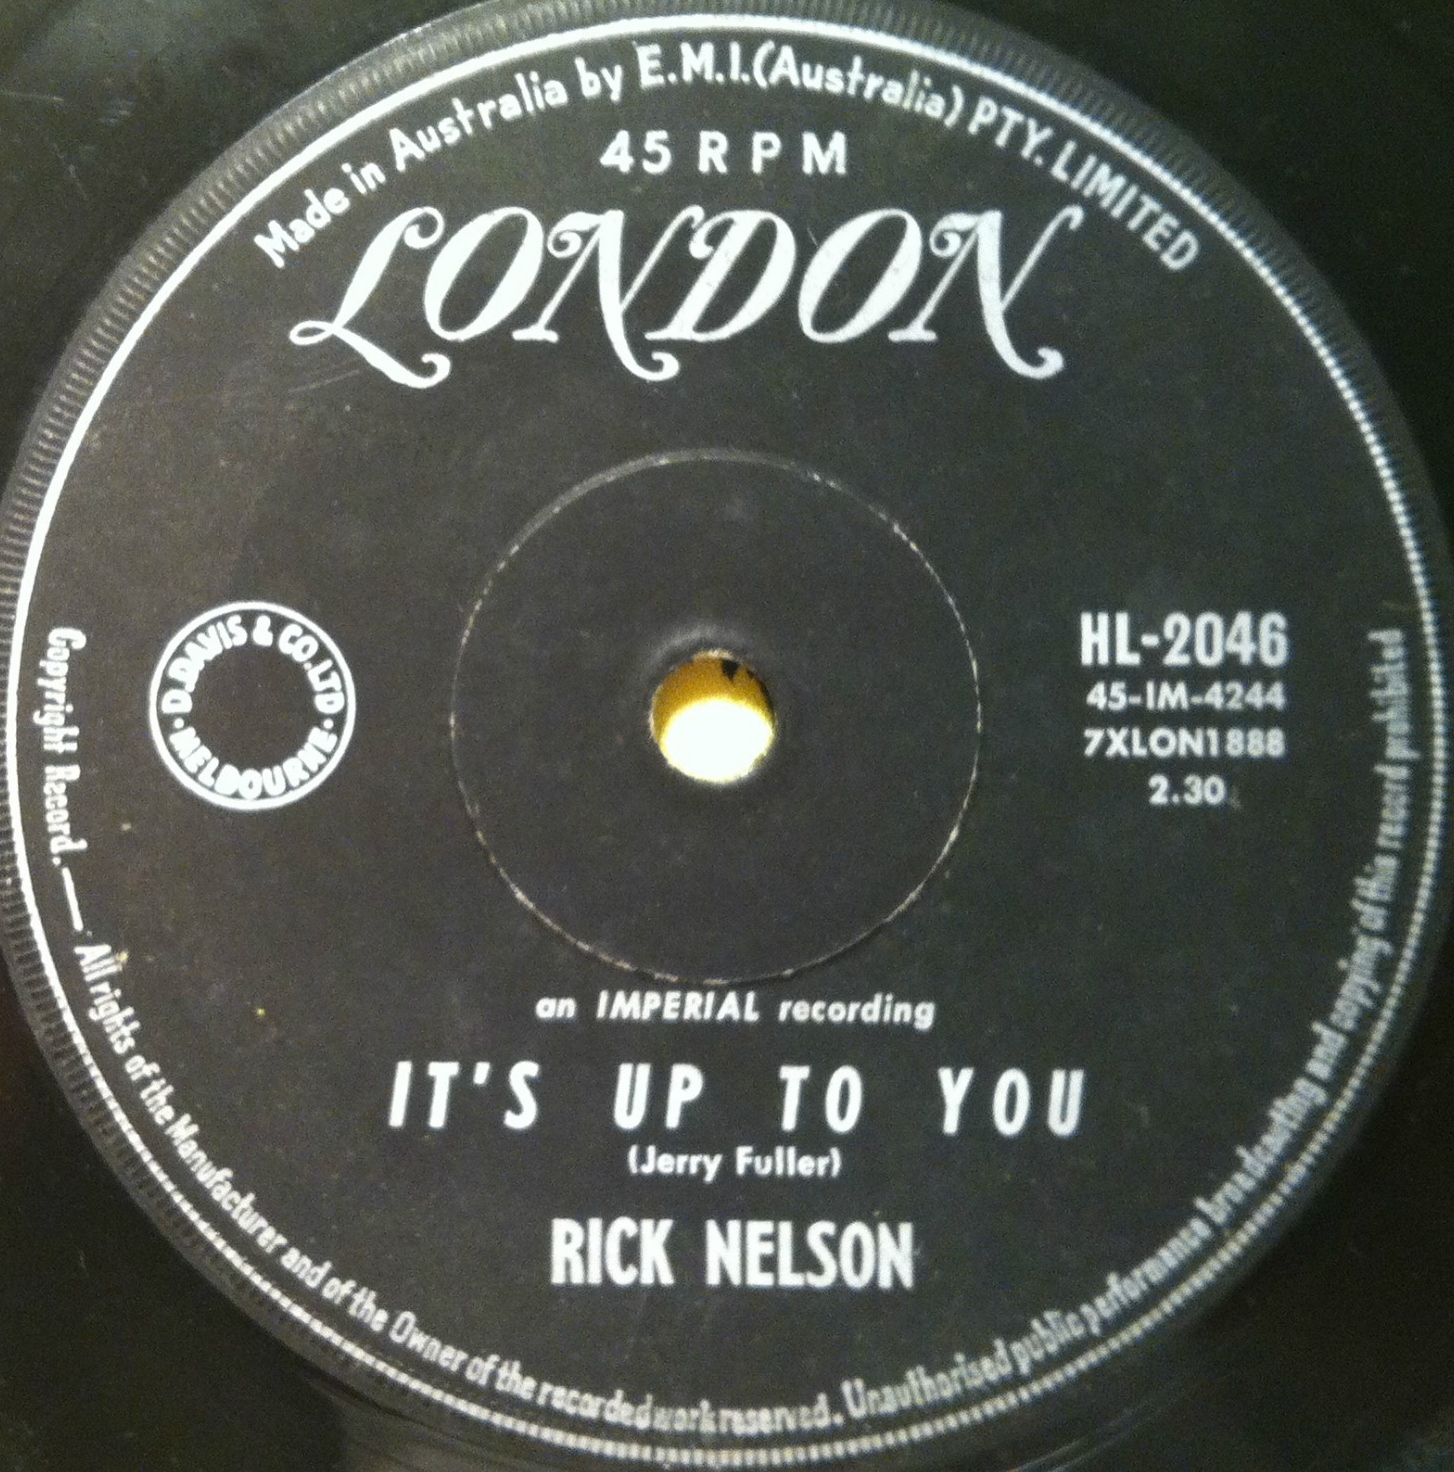 Made in Australia by E.M.I.(Australia) PTY. LIMITED
45 RPM
LONDON
D.DAVIS & CO.LTD
· MELBOURNE ·
HL-2046
45-IM-4244
7XLON1888
2.30
an IMPERIAL recording
IT'S UP TO YOU
(Jerry Fuller)
RICK NELSON
Copyright Record. — All rights of the Manufacturer and of the Owner of the recorded work reserved. Unauthorised public performance broadcasting and copying of this record prohibited